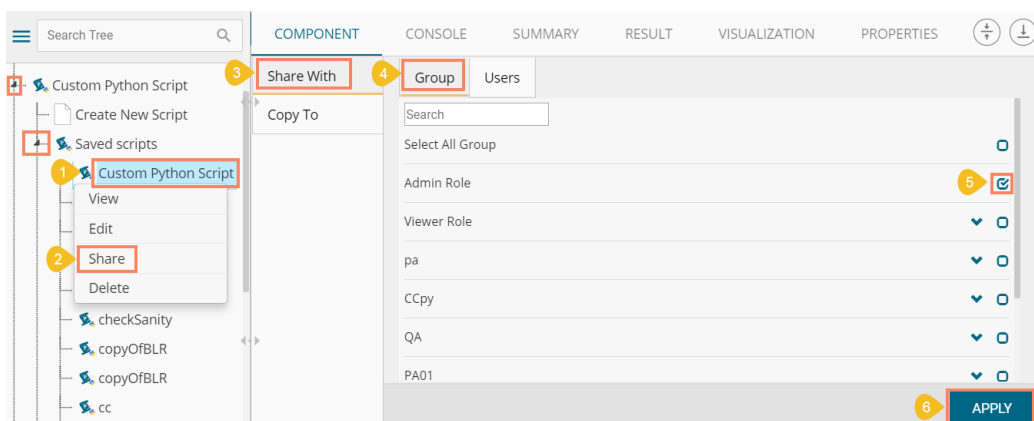 Search Tree
COMPONENT
CONSOLE
SUMMARY
RESULT
VISUALIZATION
PROPERTIES
Custom Python Script
Create New Script
Saved scripts
1
Custom Python Script
View
Edit
2
Share
Delete
checkSanity
copyOfBLR
copyOfBLR
cc
3
Share With
Copy To
4
Group
Users
Search
Select All Group
Admin Role
5
Viewer Role
pa
CCpy
QA
PA01
6
APPLY